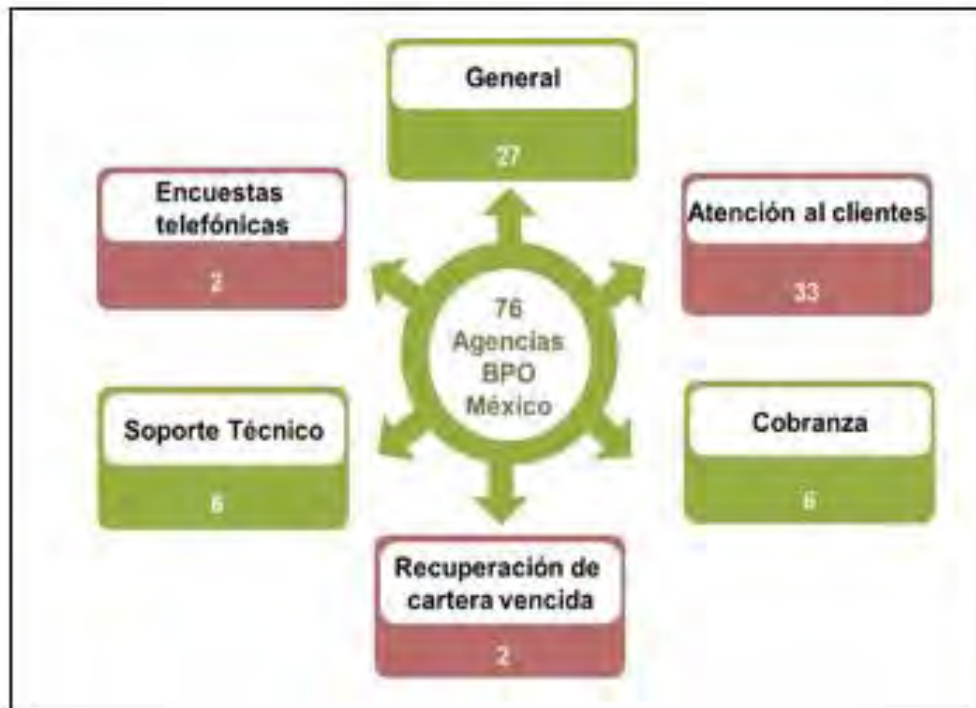 General
27
Encuestas
telefónicas
2
Atención al clientes
33
76
Agencias
BPO
México
Soporte Técnico
6
Cobranza
6
Recuperación de
cartera vencida
2